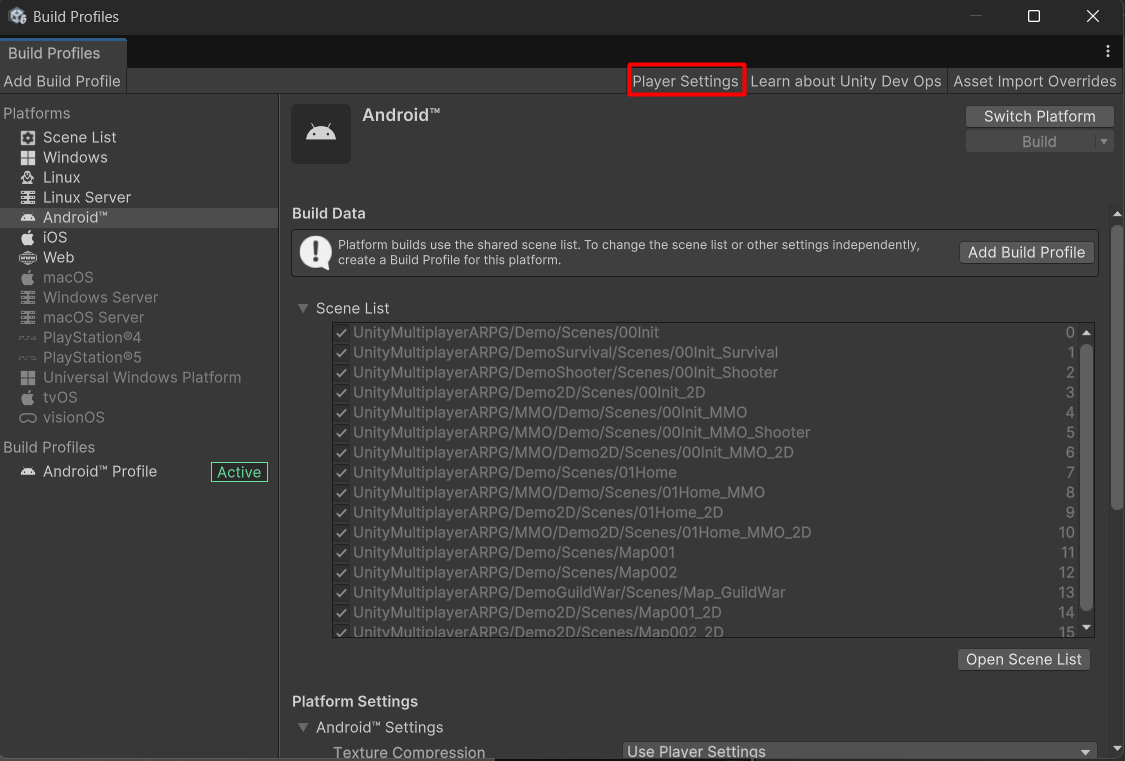 Build Profiles
Build Profiles
Add Build Profile
Player Settings
Learn about Unity Dev Ops
Asset Import Overrides
Platforms
Scene List
Windows
Linux
Linux Server
Android™
iOS
Web
macOS
Windows Server
macOS Server
PlayStation®4
PlayStation®5
Universal Windows Platform
tvOS
visionOS
Build Profiles
Android™ Profile
Active
Android™
Switch Platform
Build
Build Data
Platform builds use the shared scene list. To change the scene list or other settings independently,
create a Build Profile for this platform.
Add Build Profile
Scene List
UnityMultiplayerARPG/Demo/Scenes/00Init 0
UnityMultiplayerARPG/DemoSurvival/Scenes/00Init_Survival 1
UnityMultiplayerARPG/DemoShooter/Scenes/00Init_Shooter 2
UnityMultiplayerARPG/Demo2D/Scenes/00Init_2D 3
UnityMultiplayerARPG/MMO/Demo/Scenes/00Init_MMO 4
UnityMultiplayerARPG/MMO/Demo/Scenes/00Init_MMO_Shooter 5
UnityMultiplayerARPG/MMO/Demo2D/Scenes/00Init_MMO_2D 6
UnityMultiplayerARPG/Demo/Scenes/01Home 7
UnityMultiplayerARPG/MMO/Demo/Scenes/01Home_MMO 8
UnityMultiplayerARPG/Demo2D/Scenes/01Home_2D 9
UnityMultiplayerARPG/MMO/Demo2D/Scenes/01Home_MMO_2D 10
UnityMultiplayerARPG/Demo/Scenes/Map001 11
UnityMultiplayerARPG/Demo/Scenes/Map002 12
UnityMultiplayerARPG/DemoGuildWar/Scenes/Map_GuildWar 13
UnityMultiplayerARPG/Demo2D/Scenes/Map001_2D 14
UnityMultiplayerARPG/Demo2D/Scenes/Map002_2D 15
Open Scene List
Platform Settings
Android™ Settings
Texture Compression
Use Player Settings